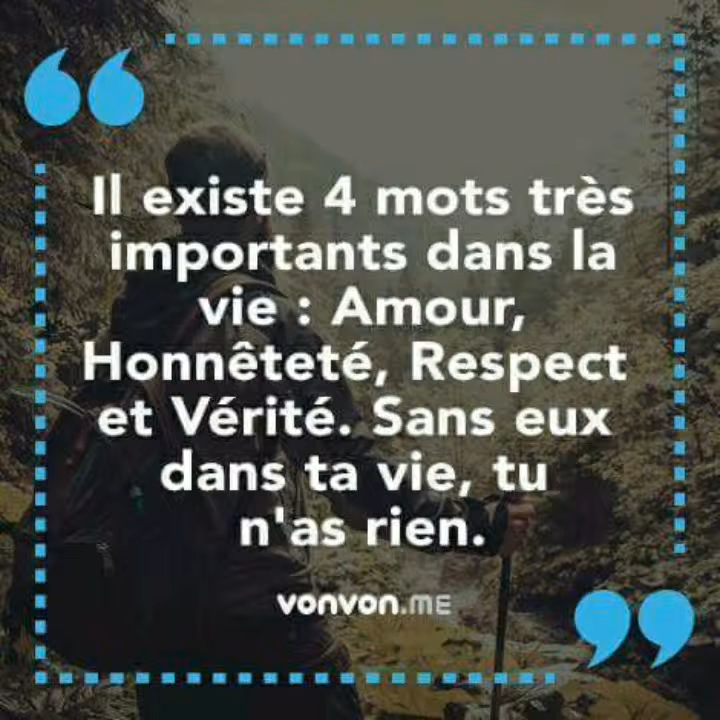 Il existe 4 mots très
importants dans la
vie : Amour,
Honnêteté, Respect
et Vérité. Sans eux
dans ta vie, tu
n'as rien.
vonvon.ME